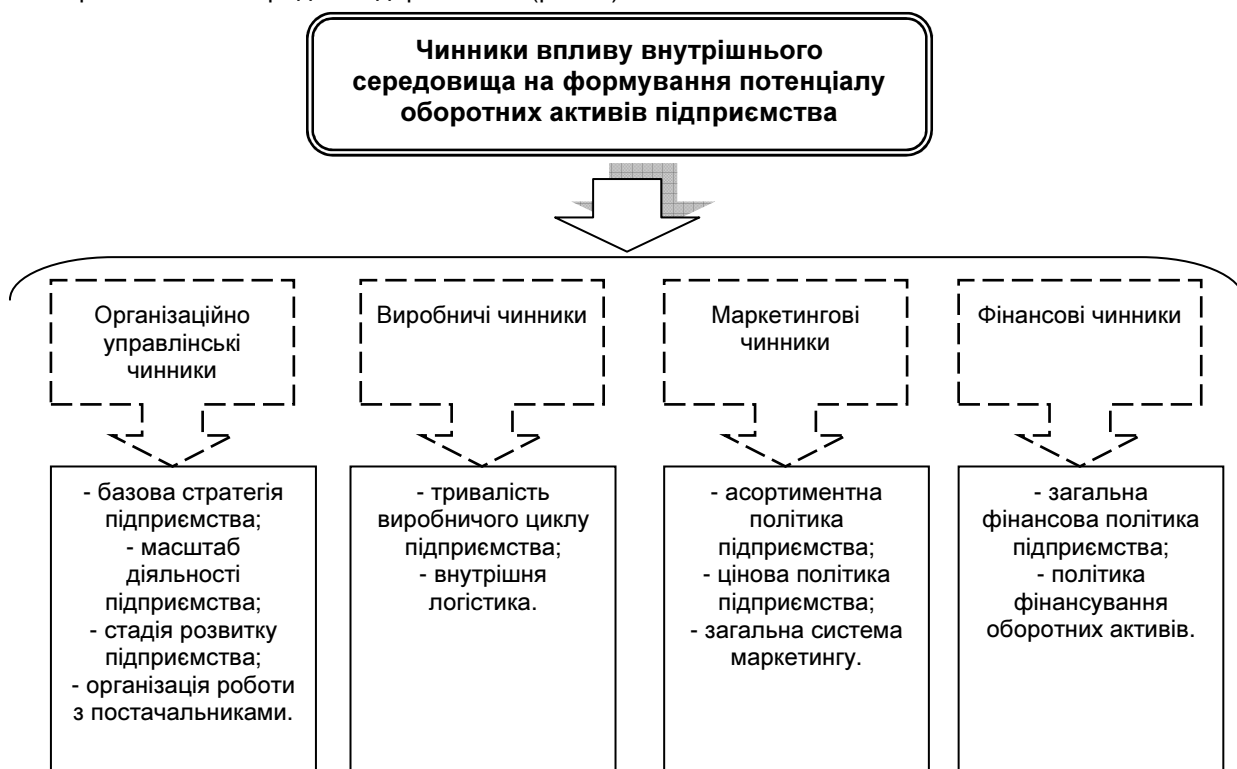 Чинники впливу внутрішнього
середовища на формування потенціалу
оборотних активів підприємства
Організаційно
управлінські
чинники
Виробничі чинники
Маркетингові
чинники
Фінансові чинники
- базова стратегія
підприємства;
- масштаб
діяльності
підприємства;
- стадія розвитку
підприємства;
- організація роботи
з постачальниками.
- тривалість
виробничого циклу
підприємства;
- внутрішня
логістика.
- асортиментна
політика
підприємства;
- цінова політика
підприємства;
- загальна система
маркетингу.
- загальна
фінансова політика
підприємства;
- політика
фінансування
оборотних активів.